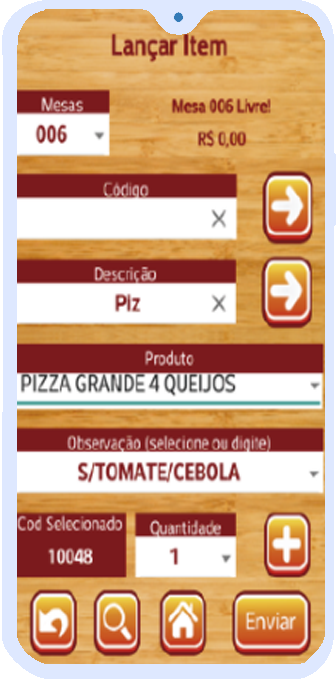 Lançar Item
Mesas
Mesa 006 Livre!
006
R$ 0,00
Código
Descrição
Piz
Produto
PIZZA GRANDE 4 QUEIJOS
Observação (selecione ou digite)
S/TOMATE/CEBOLA
Cod Selecionado
Quantidade
10048
1
Enviar